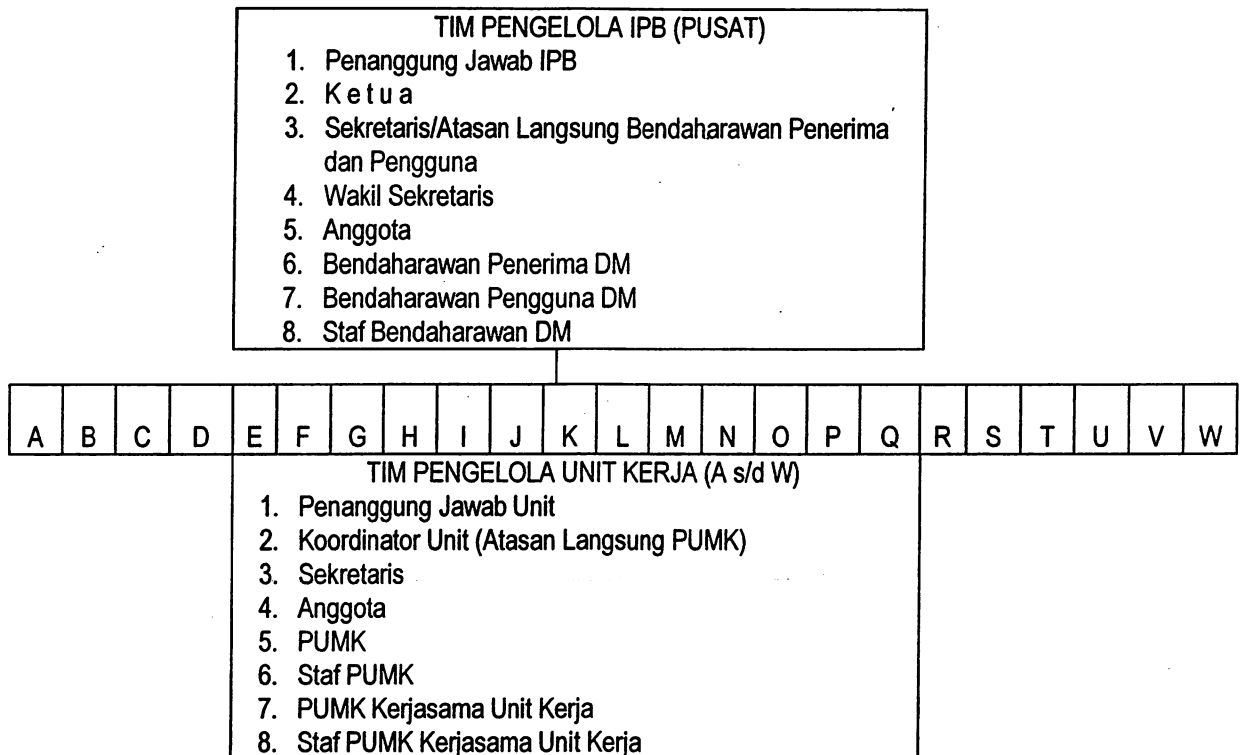 TIM PENGELOLA IPB (PUSAT)
1. Penanggung Jawab IPB
2. K e t u a
3. Sekretaris/Atasan Langsung Bendaharawan Penerima
dan Pengguna
4. Wakil Sekretaris
5. Anggota
6. Bendaharawan Penerima DM
7. Bendaharawan Pengguna DM
8. Staf Bendaharawan DM
A B C D E F G H I J K L M N O P Q R S T U V W
TIM PENGELOLA UNIT KERJA (A s/d W)
1. Penanggung Jawab Unit
2. Koordinator Unit (Atasan Langsung PUMK)
3. Sekretaris
4. Anggota
5. PUMK
6. Staf PUMK
7. PUMK Kerjasama Unit Kerja
8. Staf PUMK Kerjasama Unit Kerja